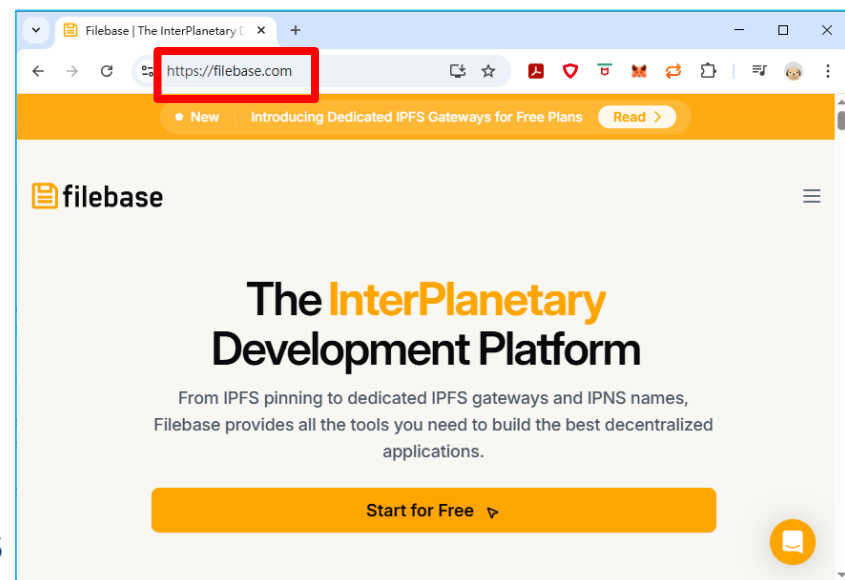 Filebase | The InterPlanetary D
https://filebase.com
New Introducing Dedicated IPFS Gateways for Free Plans Read >
filebase
The InterPlanetary
Development Platform
From IPFS pinning to dedicated IPFS gateways and IPNS names,
Filebase provides all the tools you need to build the best decentralized
applications.
Start for Free